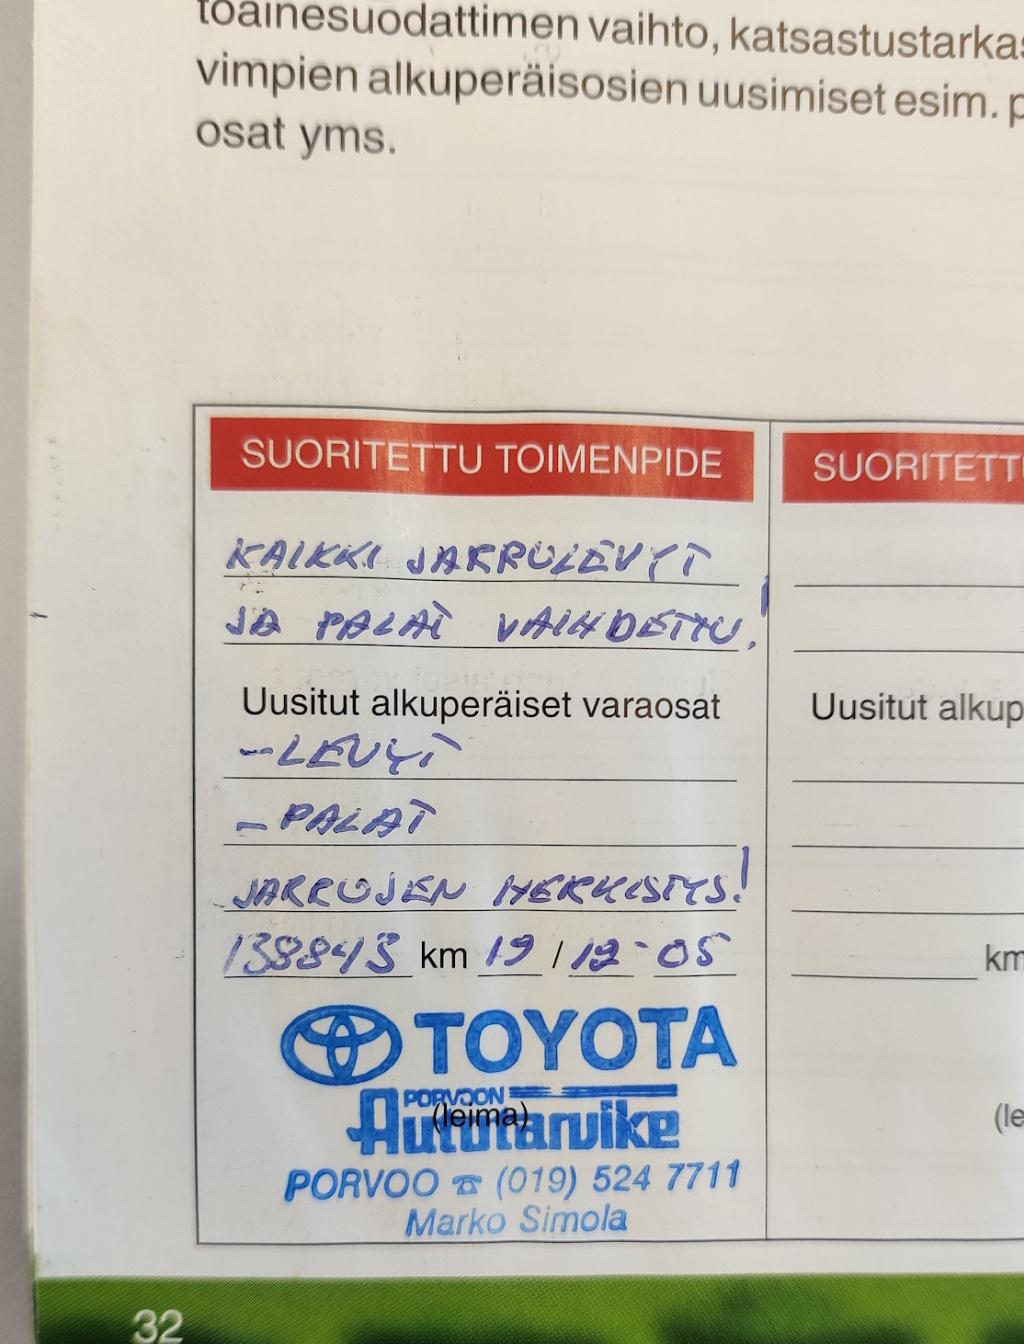 toainesuodattimen vaihto, katsastustarkas
vimpien alkuperäisosien uusimiset esim. p
osat yms.
SUORITETTU TOIMENPIDE
KAIKKI JARRULEVYT
JA PALAT VAIHDETTU!
Uusitut alkuperäiset varaosat
-LEVYT
-PALAT
JARRUJEN HERKISTYS!
138843 km 19 / 12 - 05
TOYOTA
PORVOON
(leima)
Autotarvike
PORVOO ☎ (019) 524 7711
Marko Simola
SUORITETT
Uusitut alkup
km
(le
32